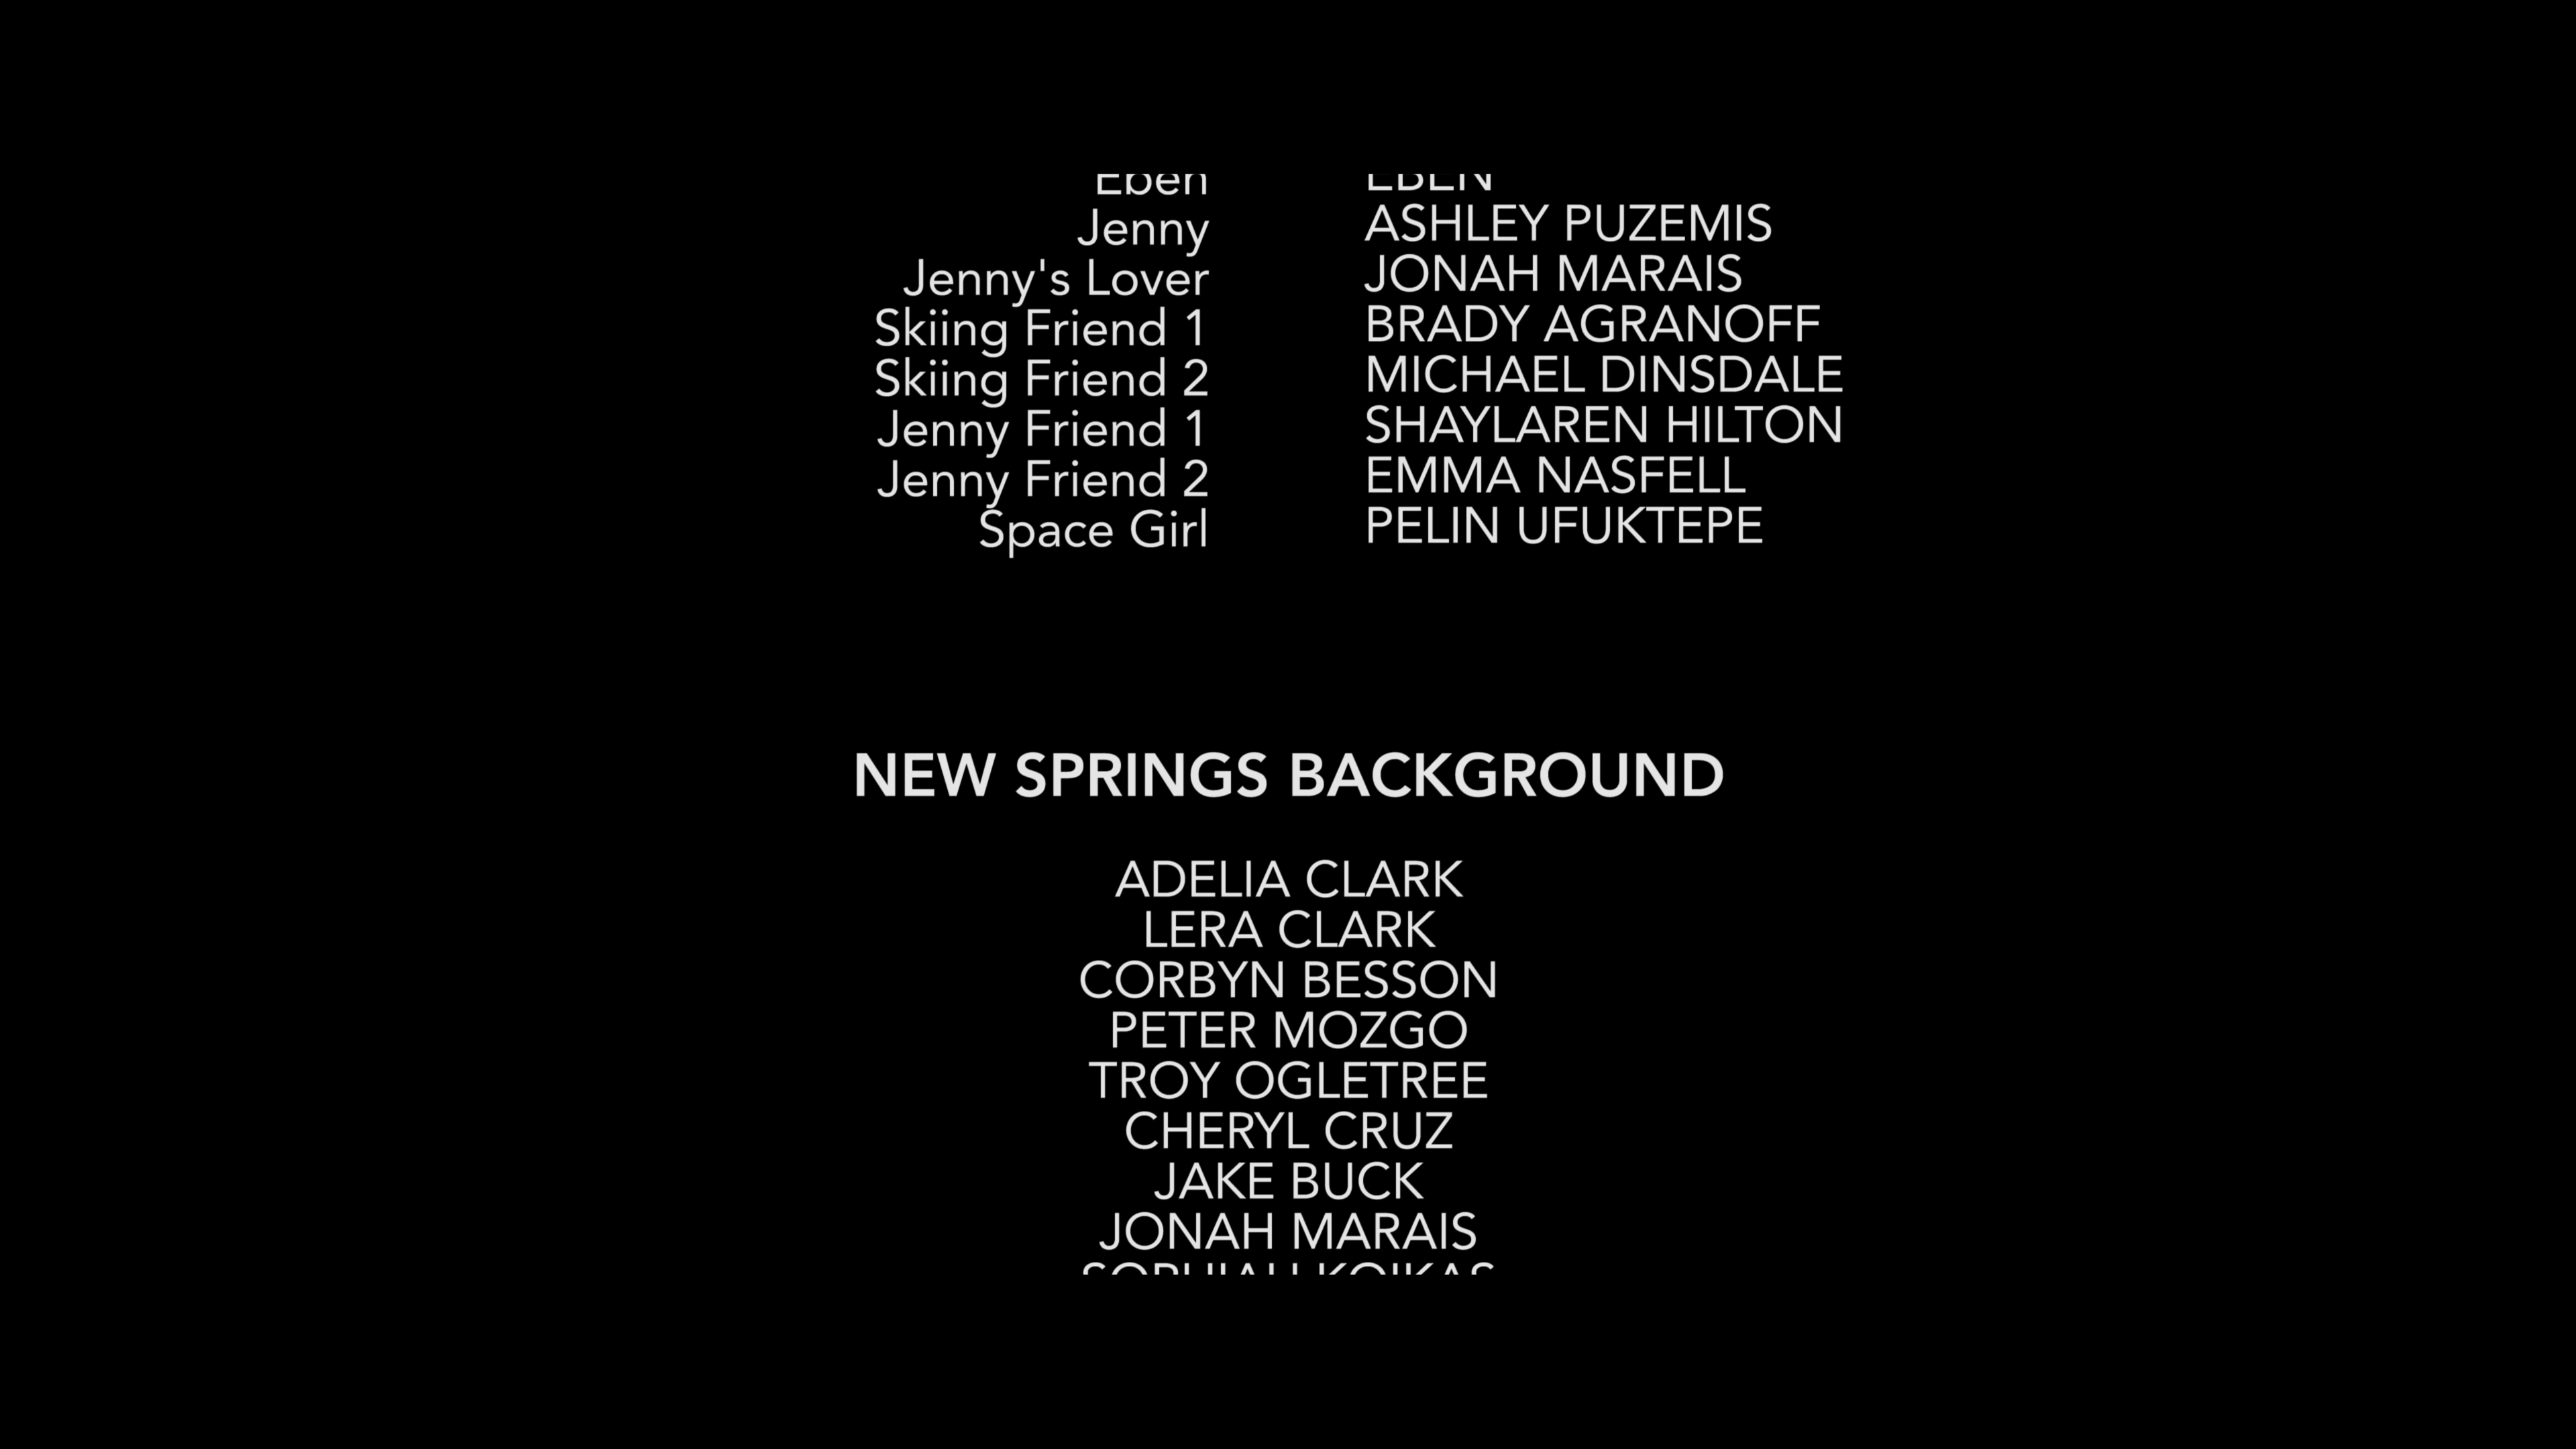 Eben EBEN
Jenny ASHLEY PUZEMIS
Jenny's Lover JONAH MARAIS
Skiing Friend 1 BRADY AGRANOFF
Skiing Friend 2 MICHAEL DINSDALE
Jenny Friend 1 SHAYLAREN HILTON
Jenny Friend 2 EMMA NASFELL
Space Girl PELIN UFUKTEPE
NEW SPRINGS BACKGROUND
ADELIA CLARK
LERA CLARK
CORBYN BESSON
PETER MOZGO
TROY OGLETREE
CHERYL CRUZ
JAKE BUCK
JONAH MARAIS